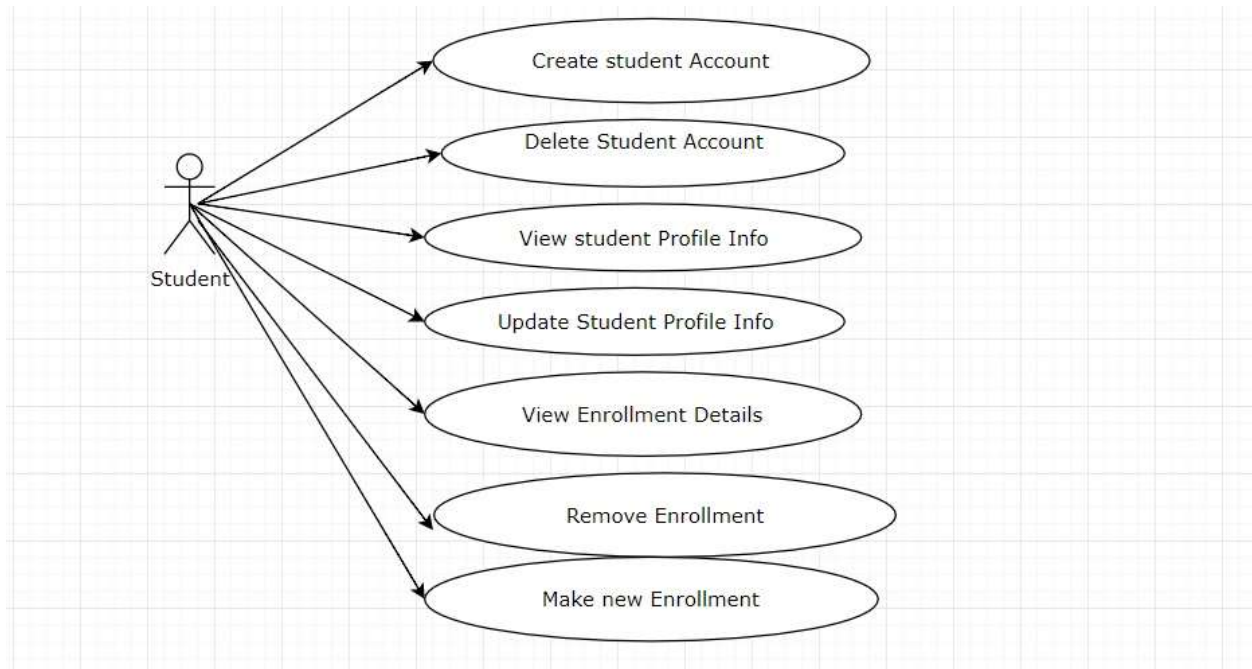 Create student Account
Delete Student Account
View student Profile Info
Student
Update Student Profile Info
View Enrollment Details
Remove Enrollment
Make new Enrollment